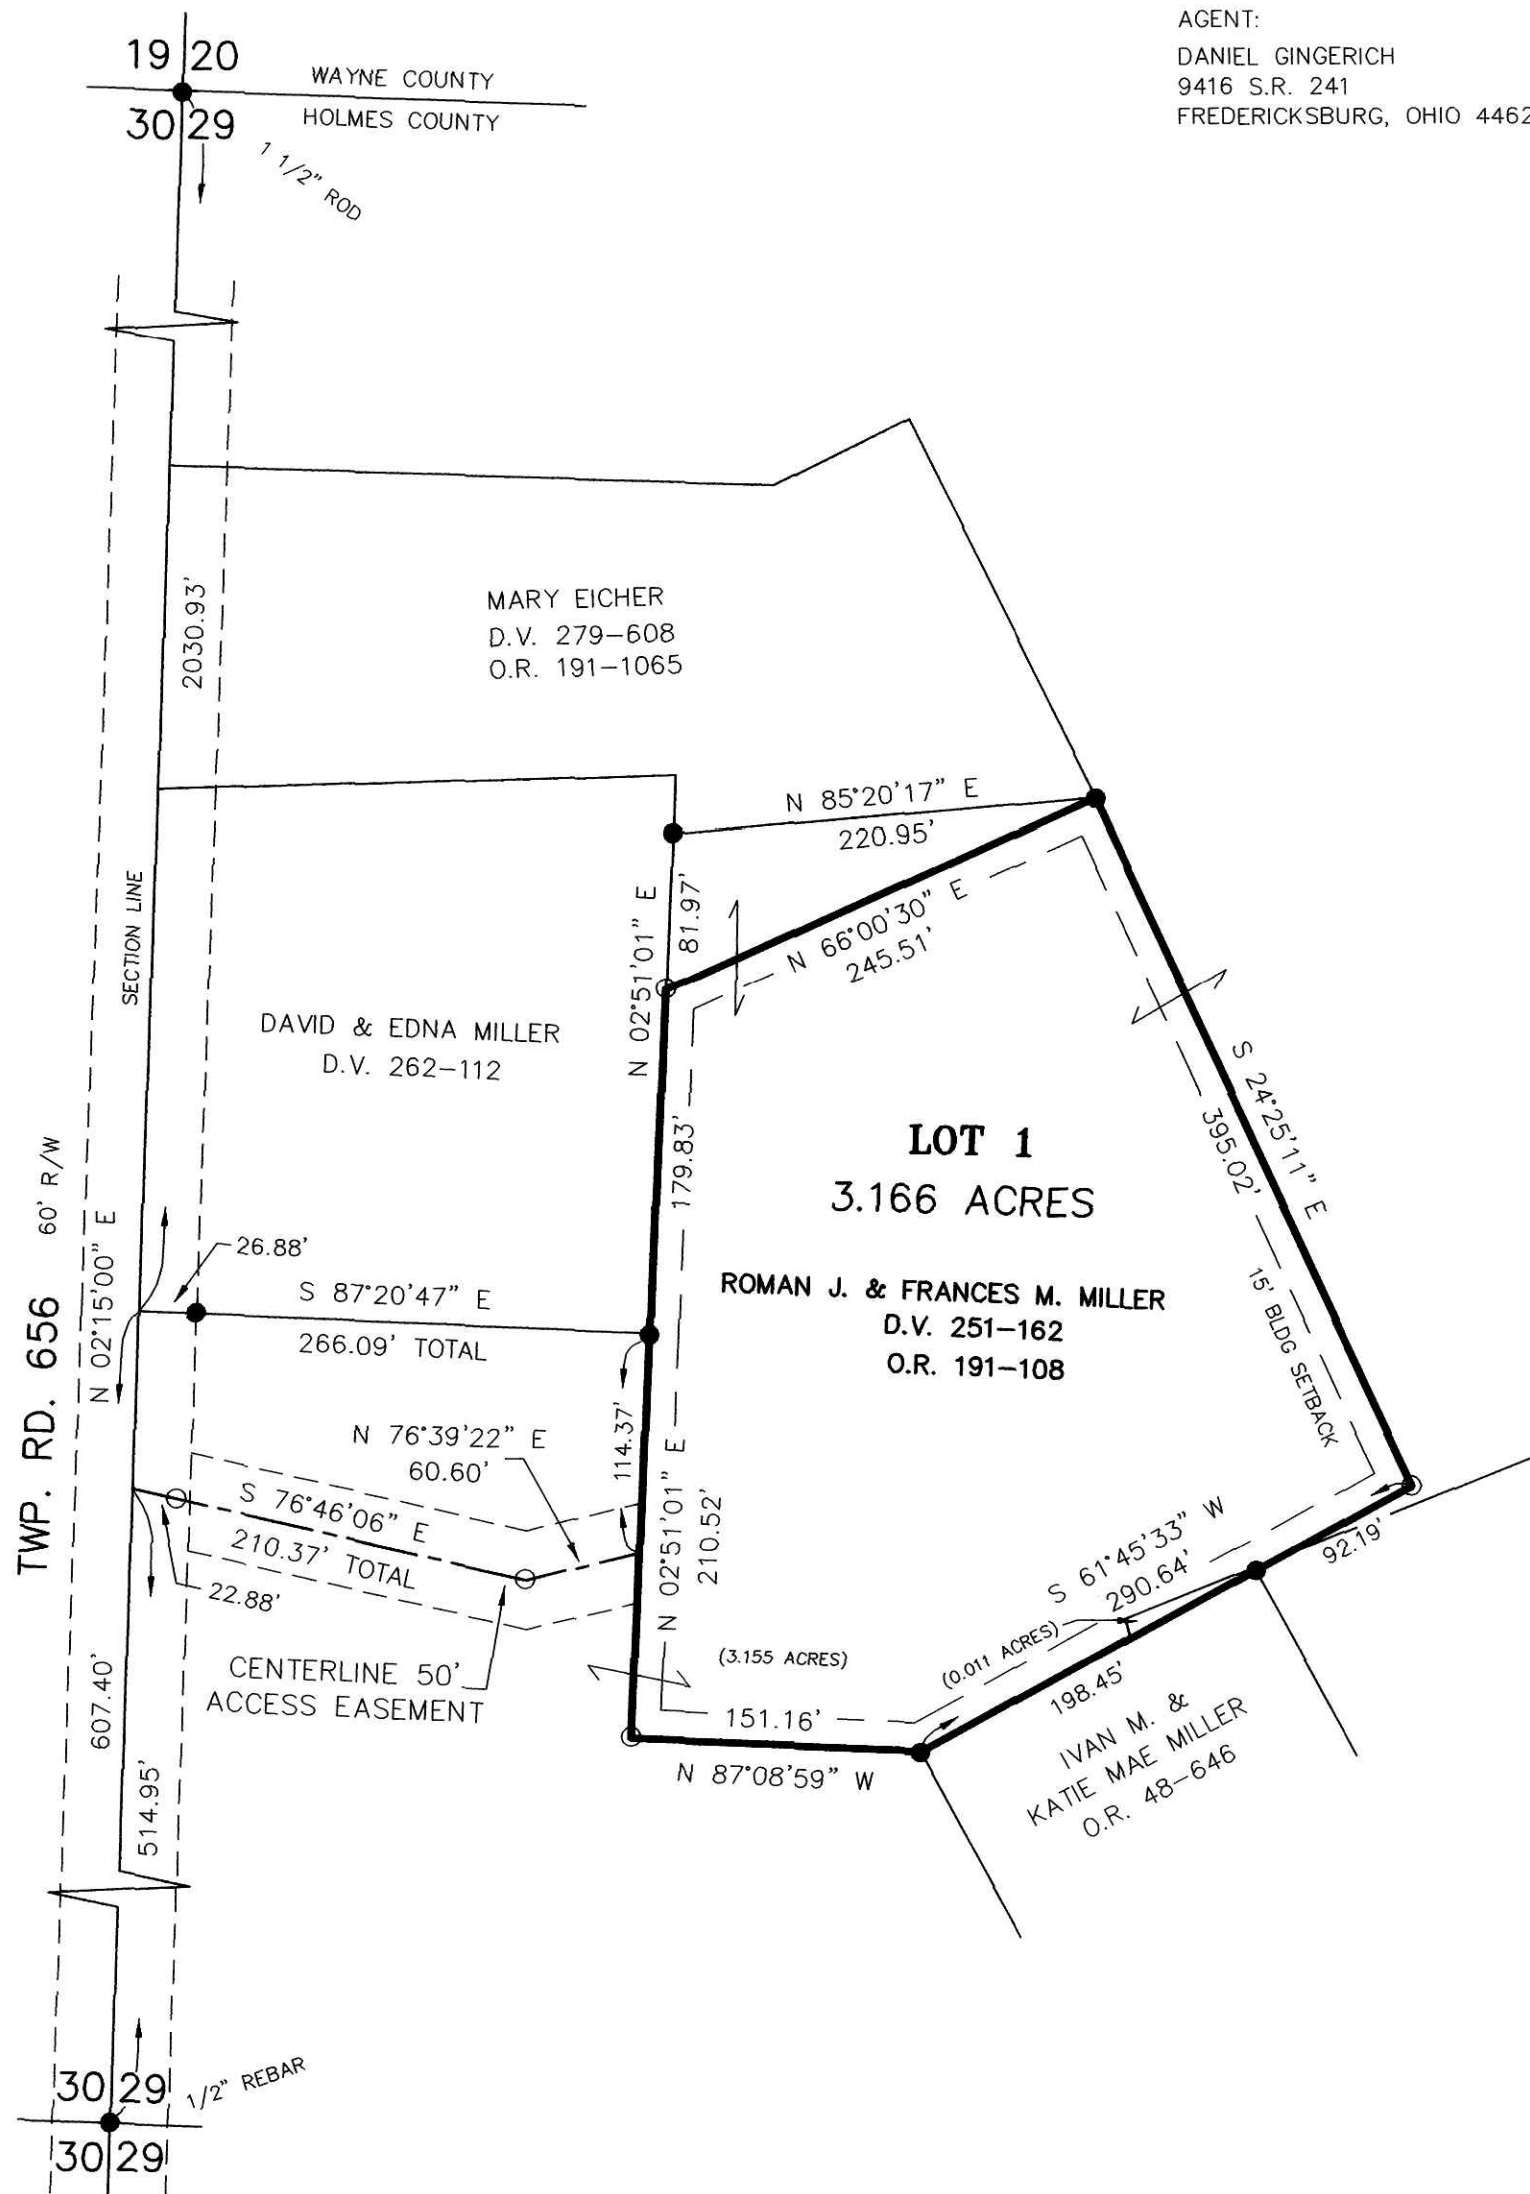 AGENT:
DANIEL GINGERICH
9416 S.R. 241
FREDERICKSBURG, OHIO 4462
19 20
WAYNE COUNTY
HOLMES COUNTY
30 29
1 1/2" ROD
2030.93'
MARY EICHER
D.V. 279-608
O.R. 191-1065
N 85°20'17" E
220.95'
SECTION LINE
N 02°51'01" E
81.97'
N 66°00'30" E
245.51'
DAVID & EDNA MILLER
D.V. 262-112
S 24°25'11" E
395.02'
179.83'
LOT 1
3.166 ACRES
ROMAN J. & FRANCES M. MILLER
D.V. 251-162
O.R. 191-108
15' BLDG SETBACK
TWP. RD. 656
60' R/W
N 02°15'00" E
26.88'
S 87°20'47" E
266.09' TOTAL
N 76°39'22" E
60.60'
114.37'
S 76°46'06" E
210.37' TOTAL
22.88'
N 02°51'01" E
210.52'
S 61°45'33" W
290.64'
92.19'
CENTERLINE 50'
ACCESS EASEMENT
(3.155 ACRES)
(0.011 ACRES)
198.45'
151.16'
N 87°08'59" W
IVAN M. &
KATIE MAE MILLER
O.R. 48-646
607.40'
514.95'
30 29
1/2" REBAR
30 29